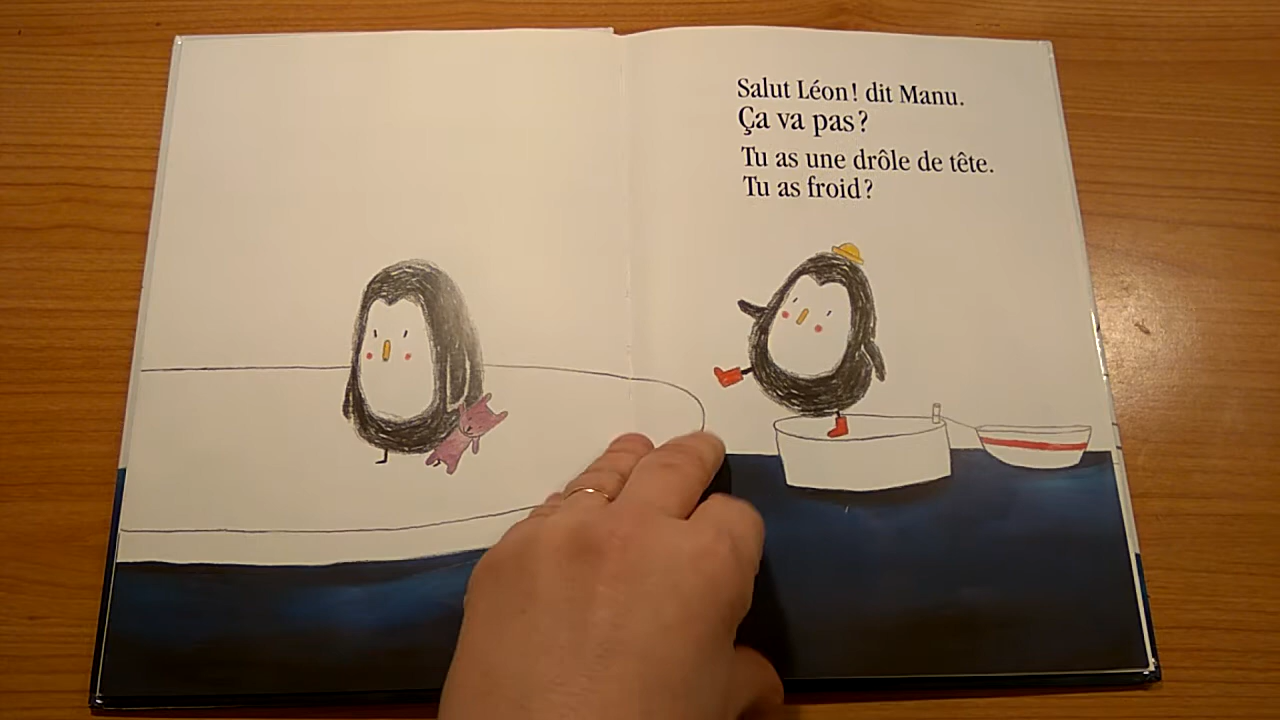 Salut Léon! dit Manu.
Ça va pas?
Tu as une drôle de tête.
Tu as froid?